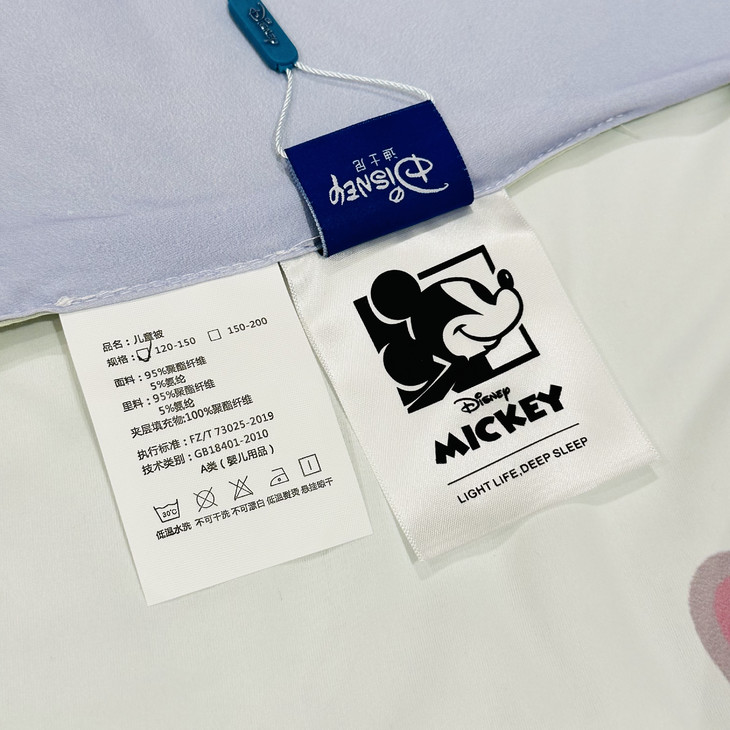 Disney
DISNEY
迪士尼
品名：儿童被
规格：120-150 150-200
面料：95%聚酯纤维
5%氨纶
里料：95%聚酯纤维
5%氨纶
夹层填充物:100%聚酯纤维
执行标准：FZ/T 73025-2019
技术类别：GB18401-2010
A类（婴儿用品）
30℃
低温水洗 不可干洗 不可漂白 低温熨烫 悬挂晾干
DISNEY
MICKEY
LIGHT LIFE,DEEP SLEEP